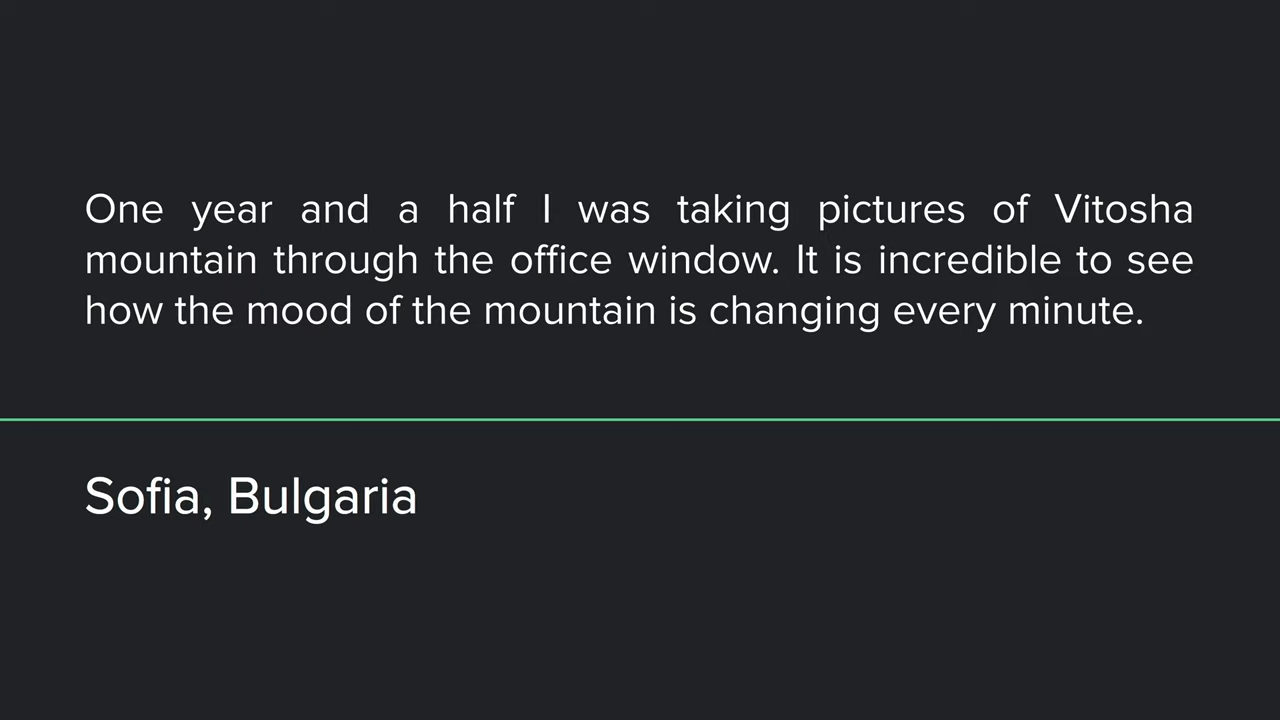 One year and a half I was taking pictures of Vitosha
mountain through the office window. It is incredible to see
how the mood of the mountain is changing every minute.
Sofia, Bulgaria